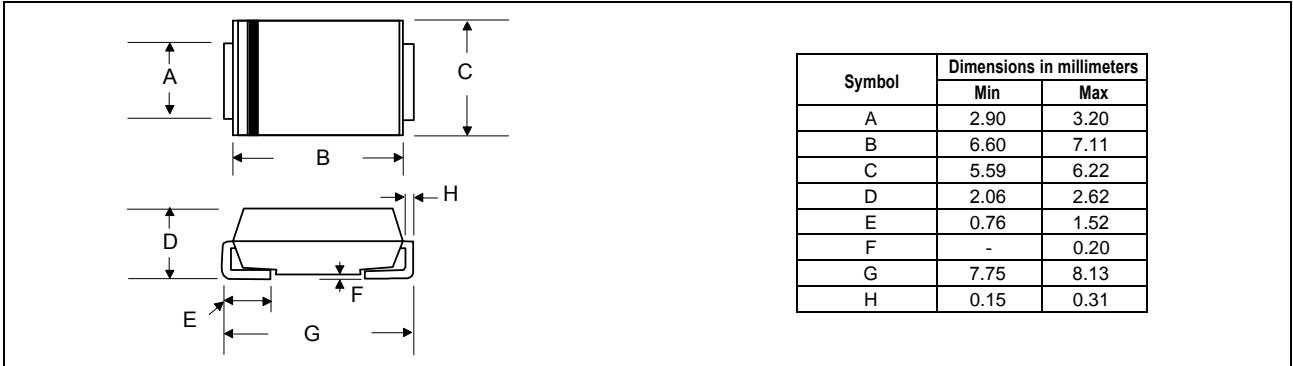 A
C
B
H
D
F
E
G
Symbol Dimensions in millimeters
Min Max
A 2.90 3.20
B 6.60 7.11
C 5.59 6.22
D 2.06 2.62
E 0.76 1.52
F - 0.20
G 7.75 8.13
H 0.15 0.31